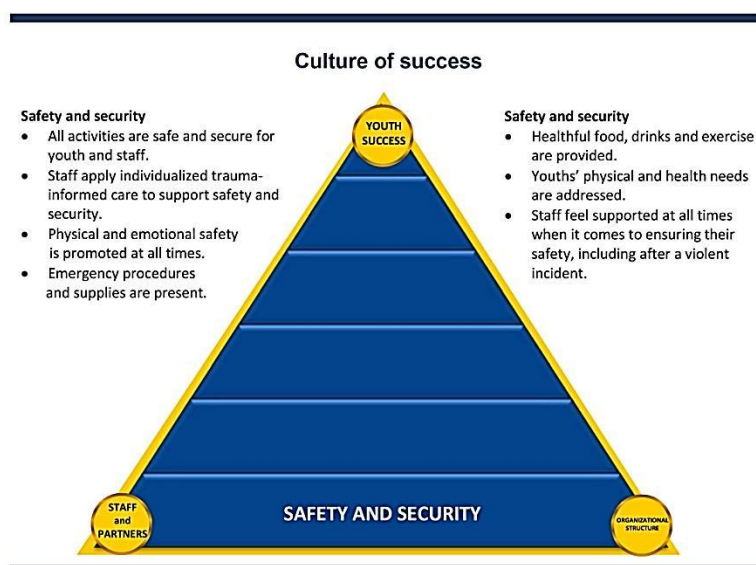 Culture of success
Safety and security
• All activities are safe and secure for
youth and staff.
• Staff apply individualized trauma-
informed care to support safety and
security.
• Physical and emotional safety
is promoted at all times.
• Emergency procedures
and supplies are present.
Safety and security
• Healthful food, drinks and exercise
are provided.
• Youths’ physical and health needs
are addressed.
• Staff feel supported at all times
when it comes to ensuring their
safety, including after a violent
incident.
YOUTH
SUCCESS
STAFF
and
PARTNERS
SAFETY AND SECURITY
ORGANIZATIONAL
STRUCTURE